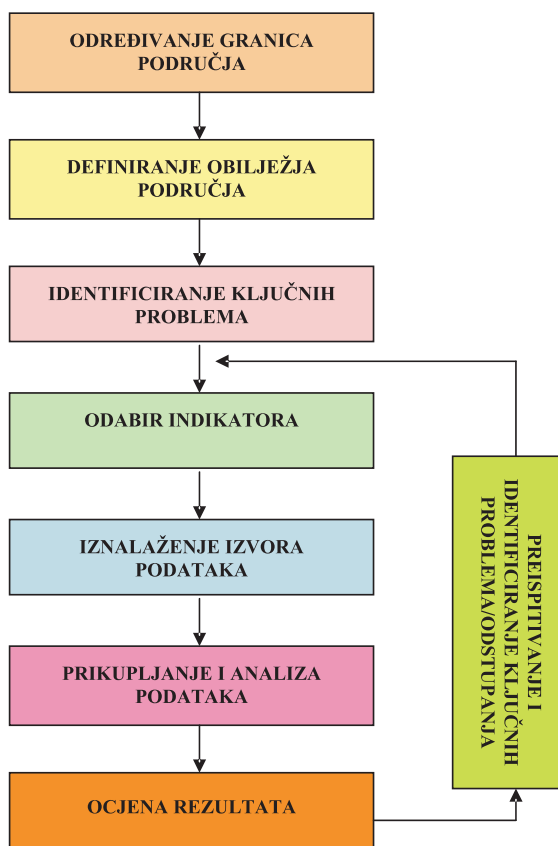 ODREĐIVANJE GRANICA
PODRUČJA
DEFINIRANJE OBILJEŽJA
PODRUČJA
IDENTIFICIRANJE KLJUČNIH
PROBLEMA
ODABIR INDIKATORA
IZNALAŽENJE IZVORA
PODATAKA
PRIKUPLJANJE I ANALIZA
PODATAKA
OCJENA REZULTATA
PREISPITIVANJE I
IDENTIFICIRANJE KLJUČNIH
PROBLEMA/ODSTUPANJA